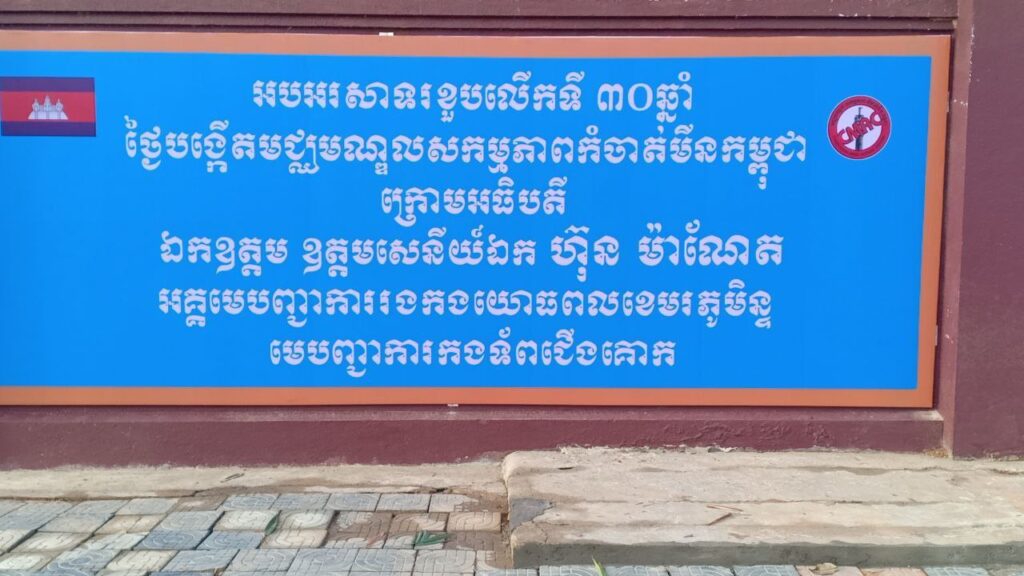 អបអរសាទរខួបលើកទី ៣០ឆ្នាំ
ថ្ងៃបង្កើតមជ្ឈមណ្ឌលសកម្មភាពកំចាត់មីនកម្ពុជា
ក្រោមអធិបតី
ឯកឧត្តម ឧត្តមសេនីយ៍ឯក ហ៊ុន ម៉ាណែត
អគ្គមេបញ្ជាការរងកងយោធពលខេមរភូមិន្ទ
មេបញ្ជាការកងទ័ពជើងគោក
CMAC